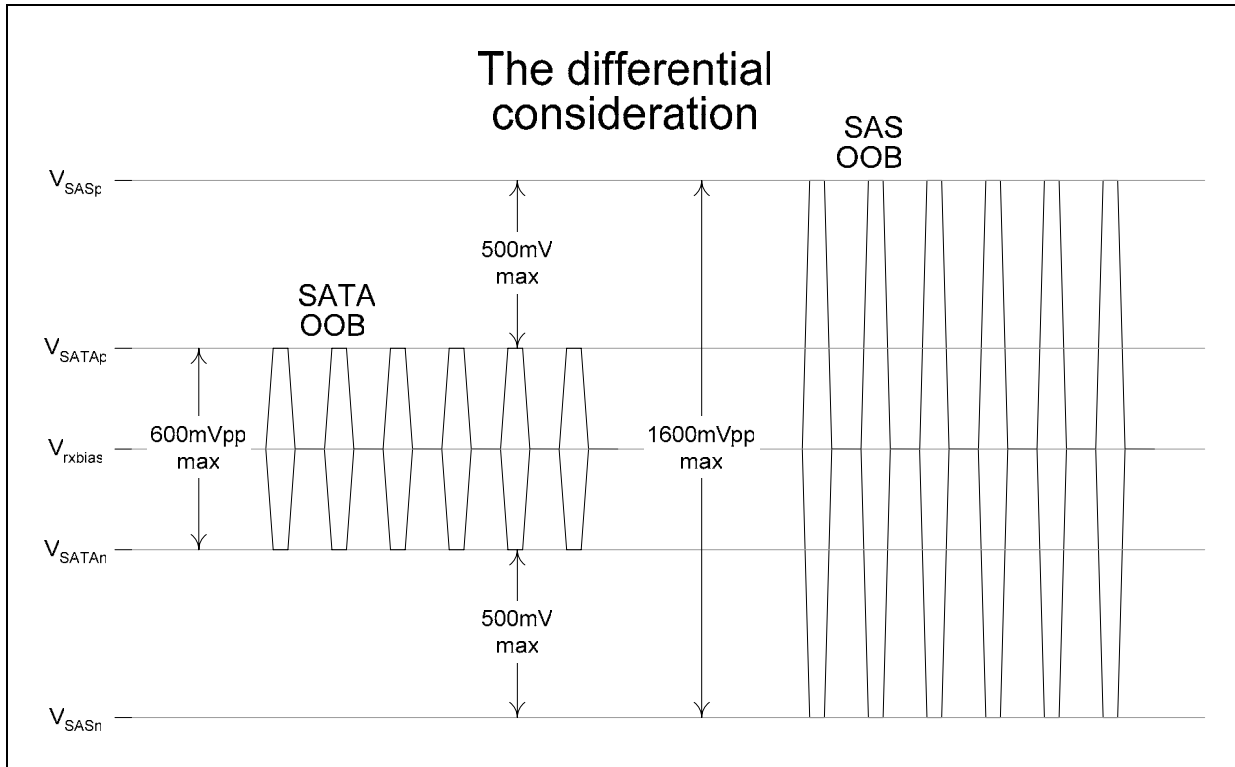 The differential
consideration
SAS
OOB
VSASp
500mV
max
SATA
OOB
VSATAp
600mVpp
max
Vrxbias
1600mVpp
max
VSATAn
500mV
max
VSASn